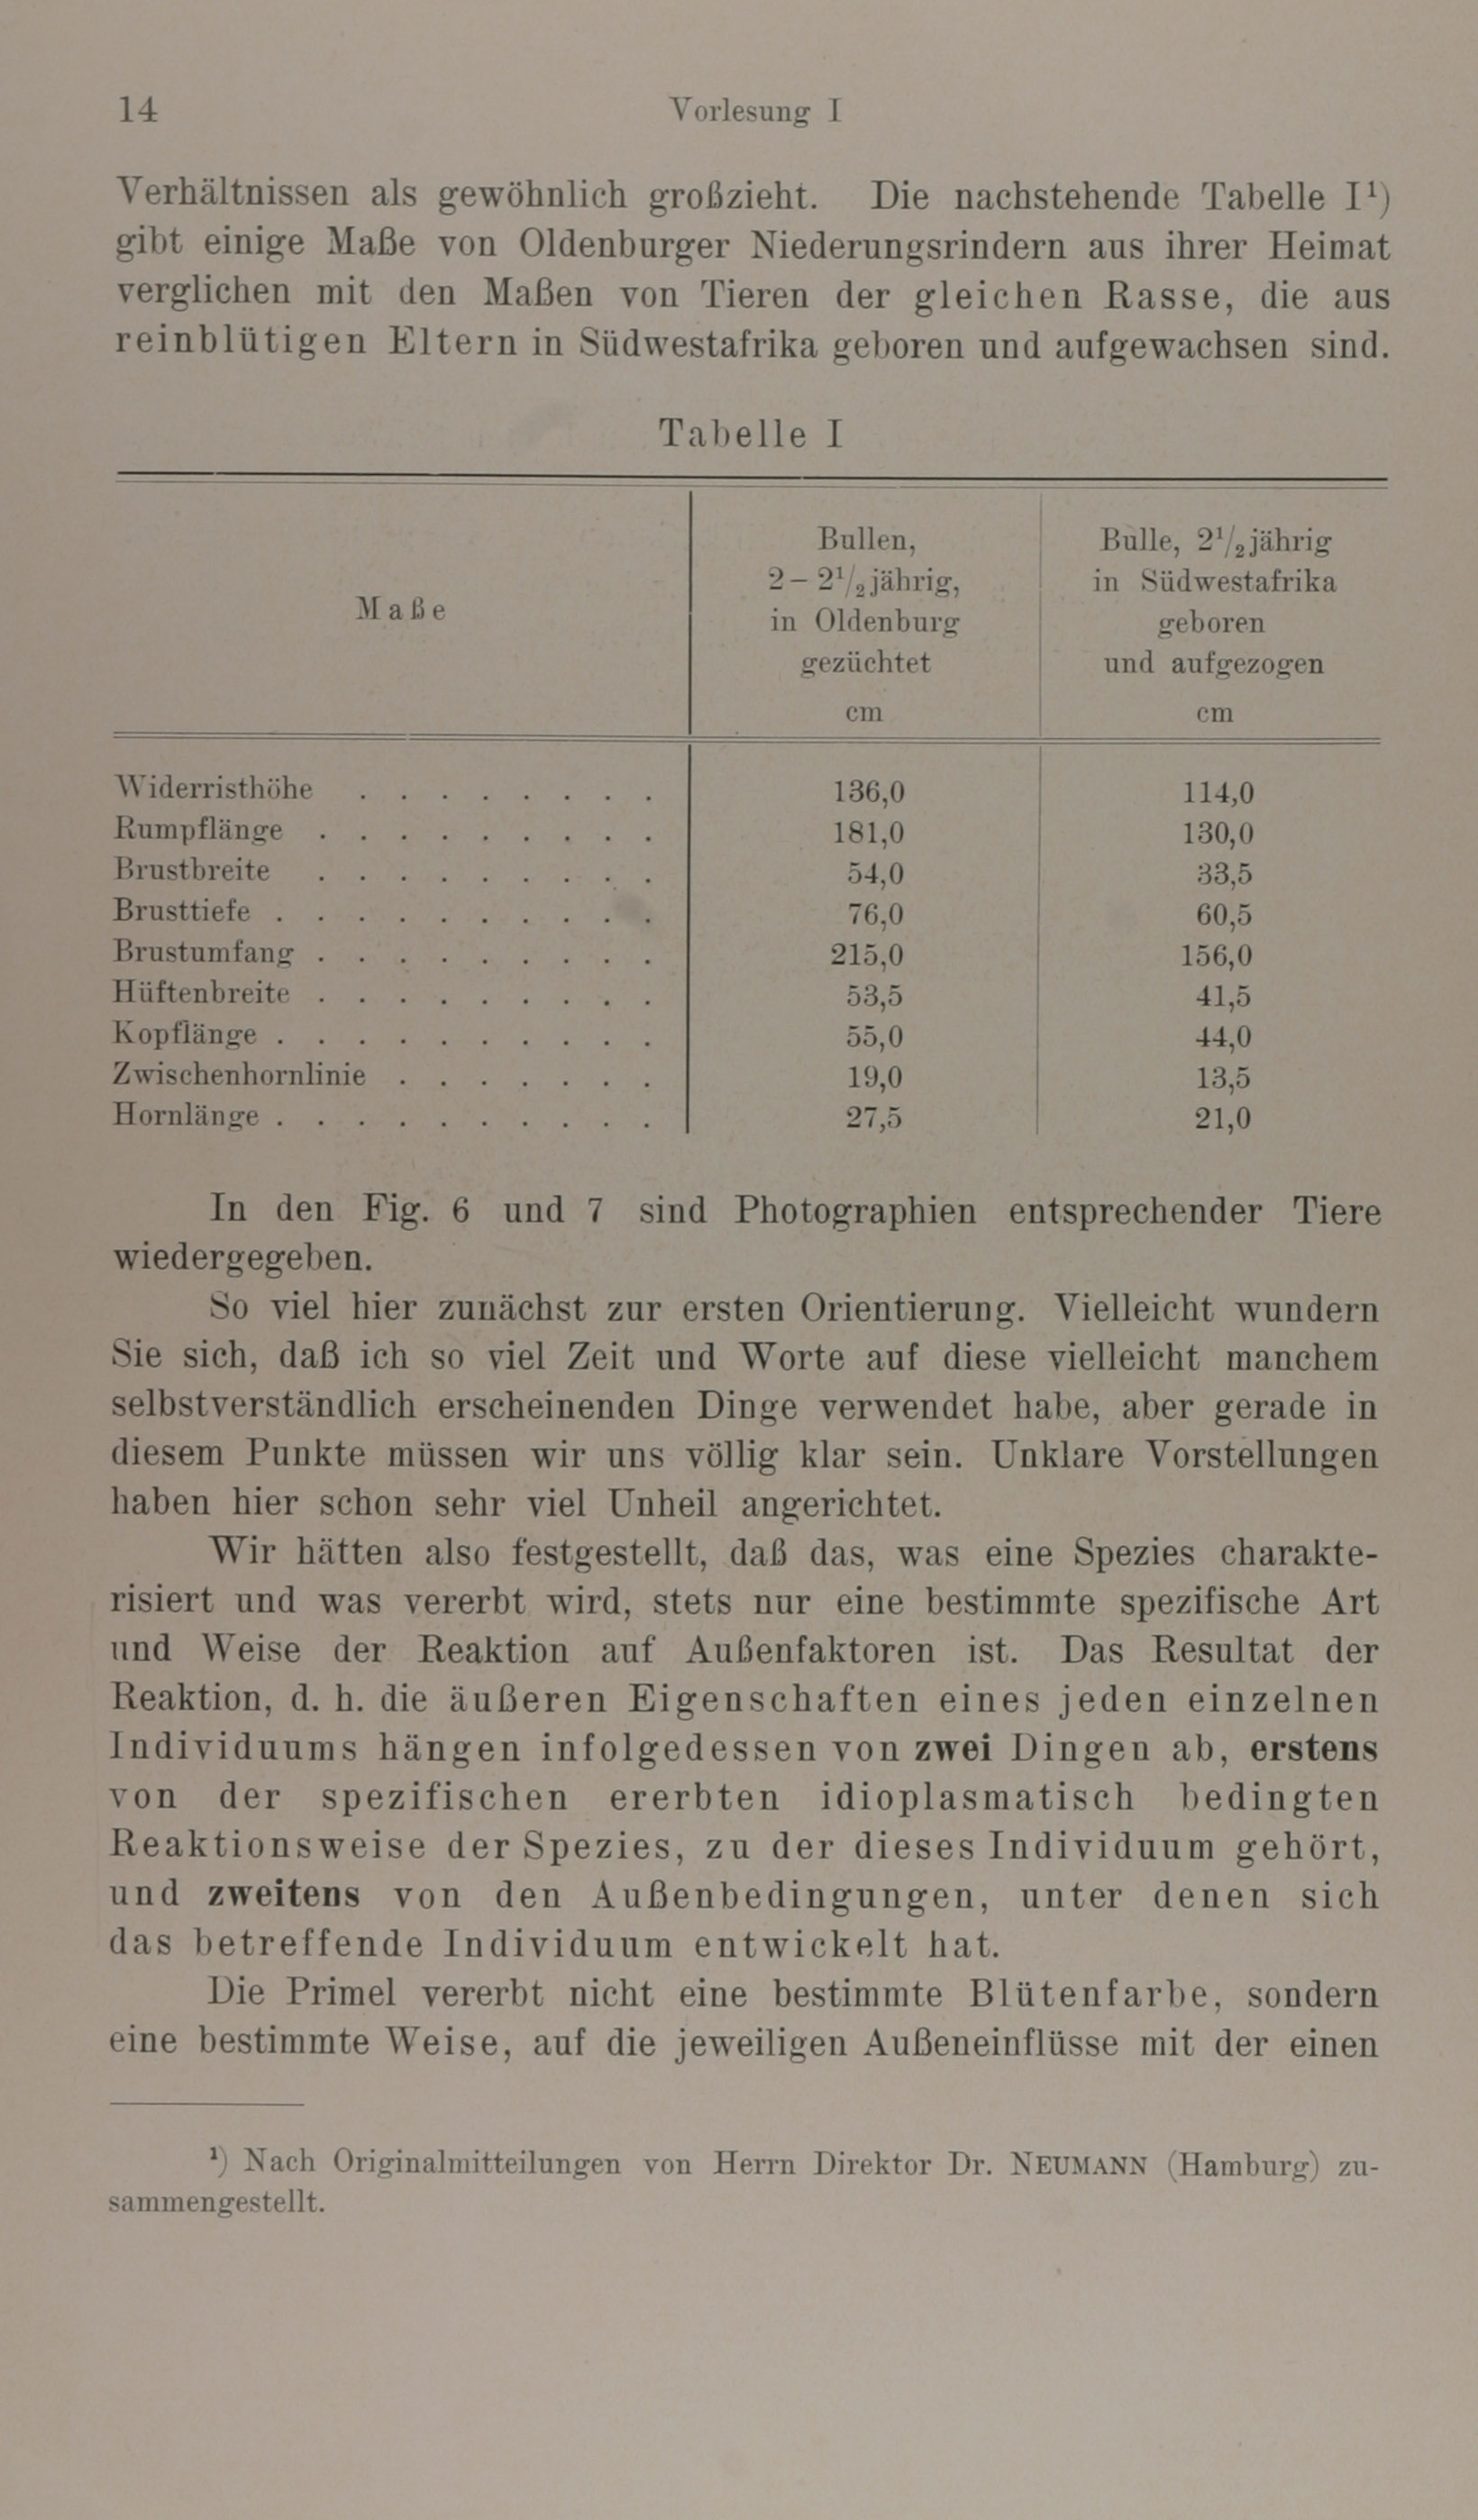 14 Vorlesung I
Verhältnissen als gewöhnlich großzieht. Die nachstehende Tabelle I¹)
gibt einige Maße von Oldenburger Niederungsrindern aus ihrer Heimat
verglichen mit den Maßen von Tieren der gleichen Rasse, die aus
reinblütigen Eltern in Südwestafrika geboren und aufgewachsen sind.
Tabelle I
Maße
Bullen,
2–2¹/₂jährig,
in Oldenburg
gezüchtet
cm
Bulle, 2¹/₂jährig
in Südwestafrika
geboren
und aufgezogen
cm
Widerristhöhe . . . . . . . . 136,0 114,0
Rumpflänge . . . . . . . . . 181,0 130,0
Brustbreite . . . . . . . . . 54,0 33,5
Brusttiefe . . . . . . . . . . 76,0 60,5
Brustumfang . . . . . . . . . 215,0 156,0
Hüftenbreite . . . . . . . . . 53,5 41,5
Kopflänge . . . . . . . . . . 55,0 44,0
Zwischenhornlinie . . . . . . . 19,0 13,5
Hornlänge . . . . . . . . . . 27,5 21,0
In den Fig. 6 und 7 sind Photographien entsprechender Tiere
wiedergegeben.
So viel hier zunächst zur ersten Orientierung. Vielleicht wundern
Sie sich, daß ich so viel Zeit und Worte auf diese vielleicht manchem
selbstverständlich erscheinenden Dinge verwendet habe, aber gerade in
diesem Punkte müssen wir uns völlig klar sein. Unklare Vorstellungen
haben hier schon sehr viel Unheil angerichtet.
Wir hätten also festgestellt, daß das, was eine Spezies charakte-
risiert und was vererbt wird, stets nur eine bestimmte spezifische Art
und Weise der Reaktion auf Außenfaktoren ist. Das Resultat der
Reaktion, d. h. die äußeren Eigenschaften eines jeden einzelnen
Individuums hängen infolgedessen von zwei Dingen ab, erstens
von der spezifischen ererbten idioplasmatisch bedingten
Reaktionsweise der Spezies, zu der dieses Individuum gehört,
und zweitens von den Außenbedingungen, unter denen sich
das betreffende Individuum entwickelt hat.
Die Primel vererbt nicht eine bestimmte Blütenfarbe, sondern
eine bestimmte Weise, auf die jeweiligen Außeneinflüsse mit der einen
¹) Nach Originalmitteilungen von Herrn Direktor Dr. NEUMANN (Hamburg) zu-
sammengestellt.